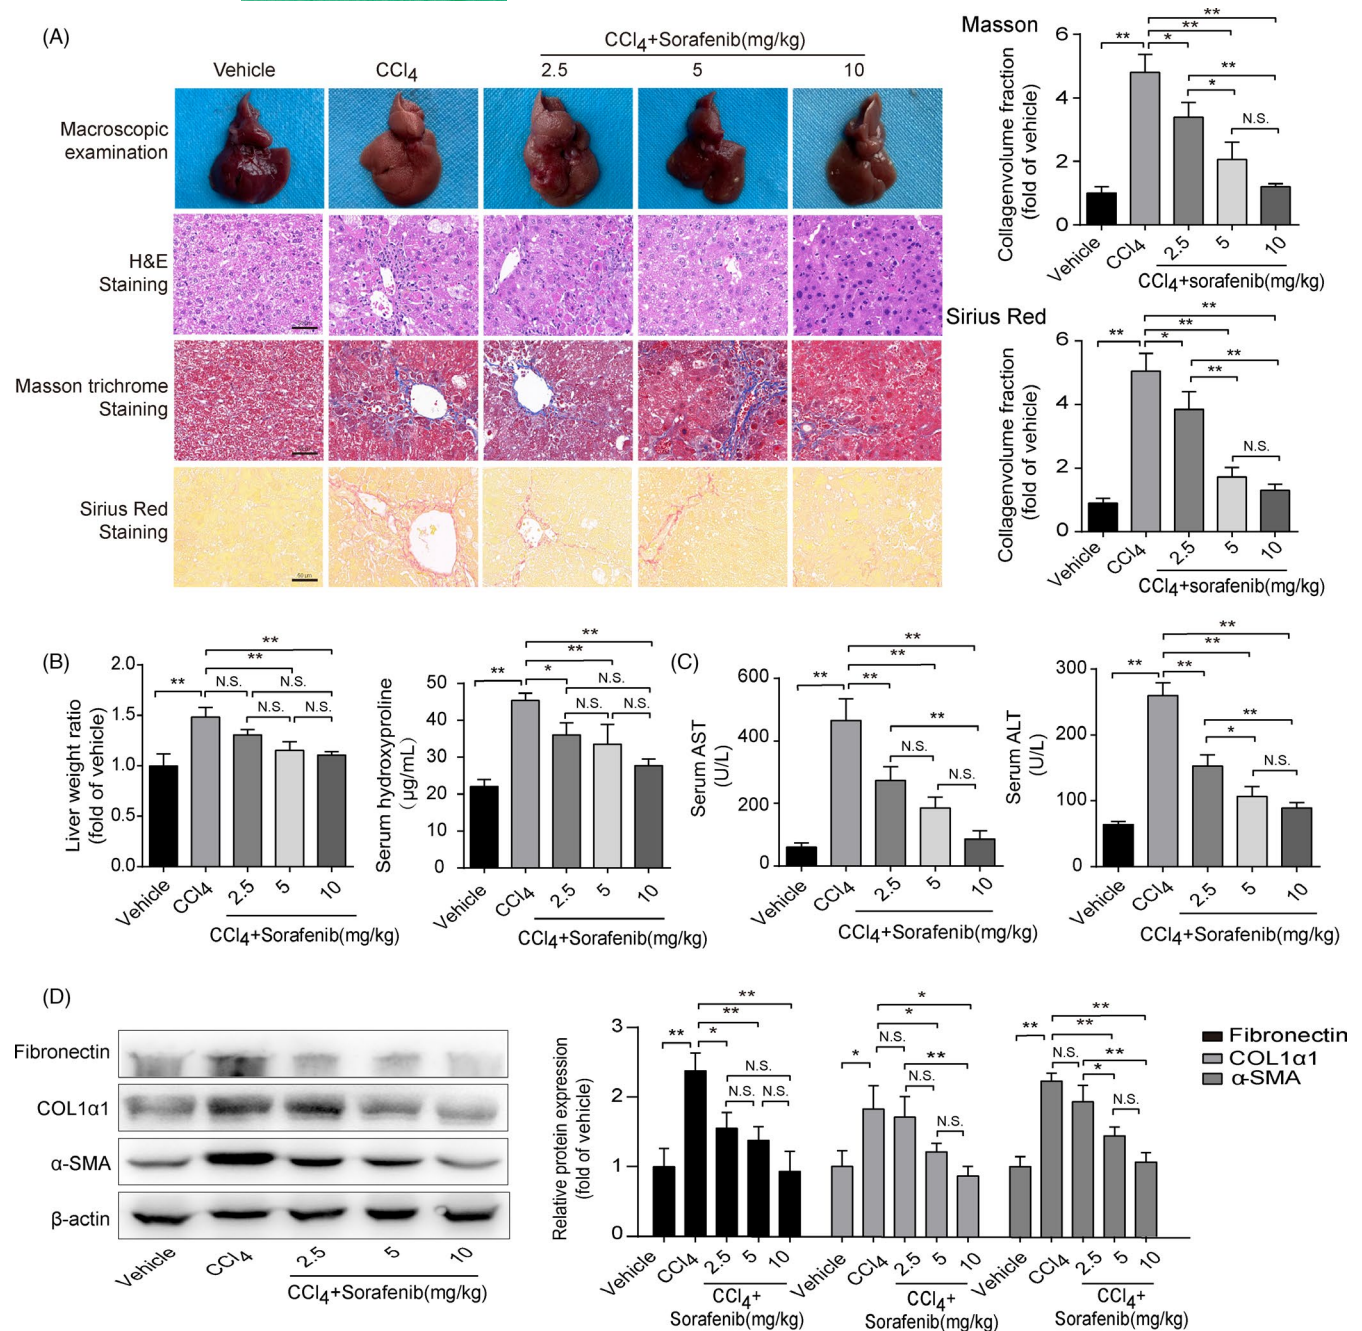 (A)
CCl4+Sorafenib(mg/kg)
Vehicle CCl4 2.5 5 10
Macroscopic
examination
H&E
Staining
Masson trichrome
Staining
Sirius Red
Staining
50 μm
Masson
Collagenvolume fraction
(fold of vehicle)
6
4
2
0
** * ** ** * ** N.S.
Vehicle CCl4 2.5 5 10
CCl4+sorafenib(mg/kg)
Sirius Red
Collagenvolume fraction
(fold of vehicle)
6
4
2
0
** * ** ** ** ** N.S.
Vehicle CCl4 2.5 5 10
CCl4+sorafenib(mg/kg)
(B)
Liver weight ratio
(fold of vehicle)
2.0
1.5
1.0
0.5
0.0
** N.S. ** ** N.S. N.S. N.S.
Vehicle CCl4 2.5 5 10
CCl4+Sorafenib(mg/kg)
Serum hydroxyproline
(μg/mL)
50
40
30
20
10
0
** * ** ** N.S. N.S. N.S.
Vehicle CCl4 2.5 5 10
CCl4+Sorafenib(mg/kg)
(C)
Serum AST
(U/L)
600
400
200
0
** ** ** ** N.S. ** N.S.
Vehicle CCl4 2.5 5 10
CCl4+Sorafenib(mg/kg)
Serum ALT
(U/L)
300
200
100
0
** ** ** ** * ** N.S.
Vehicle CCl4 2.5 5 10
CCl4+Sorafenib(mg/kg)
(D)
Fibronectin
COL1α1
α-SMA
β-actin
Vehicle CCl4 2.5 5 10
CCl4+Sorafenib(mg/kg)
Relative protein expression
(fold of vehicle)
3
2
1
0
** * ** ** N.S. N.S. N.S.
* N.S. * * N.S. ** N.S.
** N.S. ** ** * ** N.S.
Vehicle CCl4 2.5 5 10
CCl4+
Sorafenib(mg/kg)
Vehicle CCl4 2.5 5 10
CCl4+
Sorafenib(mg/kg)
Vehicle CCl4 2.5 5 10
CCl4+
Sorafenib(mg/kg)
Fibronectin
COL1α1
α-SMA